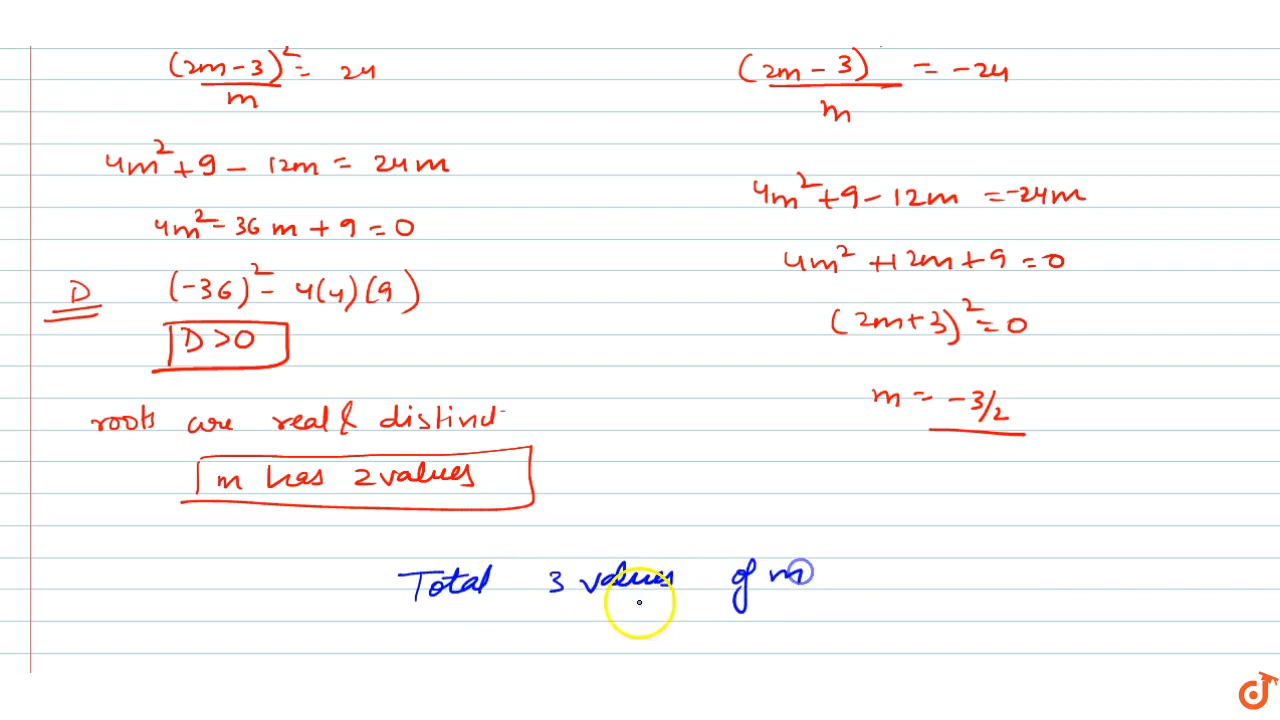 (2m - 3)² / m = 24
4m² + 9 - 12m = 24m
4m² - 36m + 9 = 0
D (-36)² - 4(4)(9)
D > 0
roots are real & distinct
m has 2 values
(2m - 3) / m = -24
4m² + 9 - 12m = -24m
4m² + 12m + 9 = 0
(2m + 3)² = 0
m = -3/2
Total 3 values of m